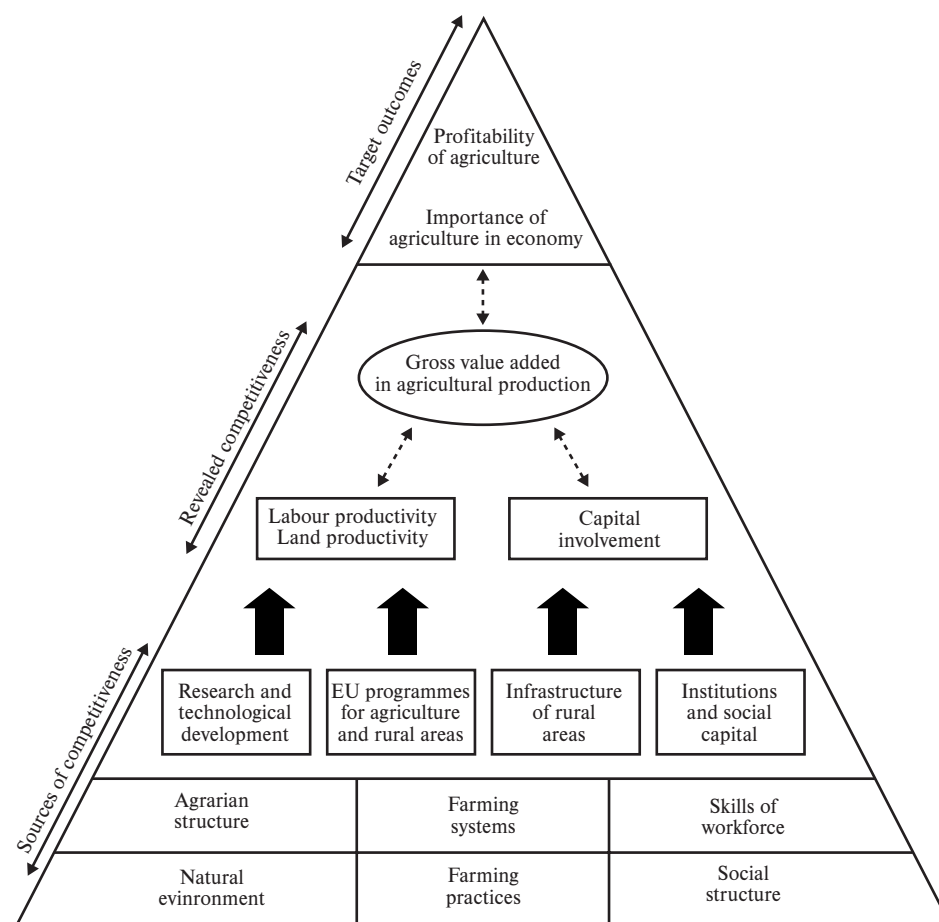 Target outcomes
Profitability
of agriculture
Importance of
agriculture in economy
Revealed competitiveness
Gross value added
in agricultural production
Labour productivity
Land productivity
Capital
involvement
Sources of competitiveness
Research and
technological
development
EU programmes
for agriculture
and rural areas
Infrastructure
of rural
areas
Institutions
and social
capital
Agrarian
structure
Farming
systems
Skills of
workforce
Natural
evinronment
Farming
practices
Social
structure